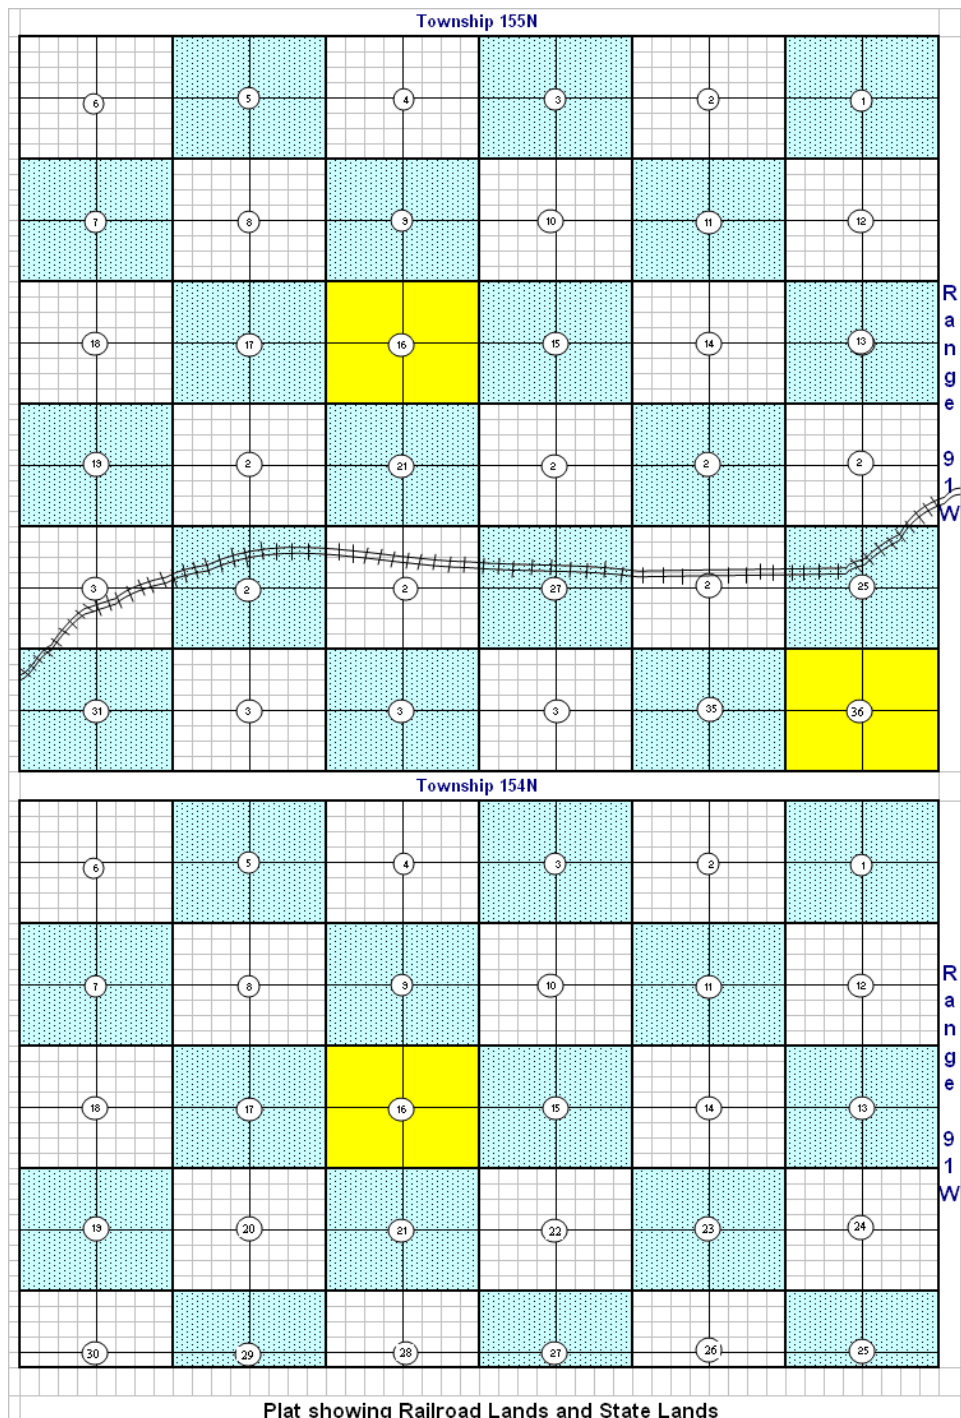 Township 155N
6 5 4 3 2 1
7 8 9 10 11 12
18 17 16 15 14 13
19 2 21 2 2 2
3 2 2 27 2 25
31 3 3 3 35 36
Range 91W
Township 154N
6 5 4 3 2 1
7 8 9 10 11 12
18 17 16 15 14 13
19 20 21 22 23 24
30 29 28 27 26 25
Range 91W
Plat showing Railroad Lands and State Lands